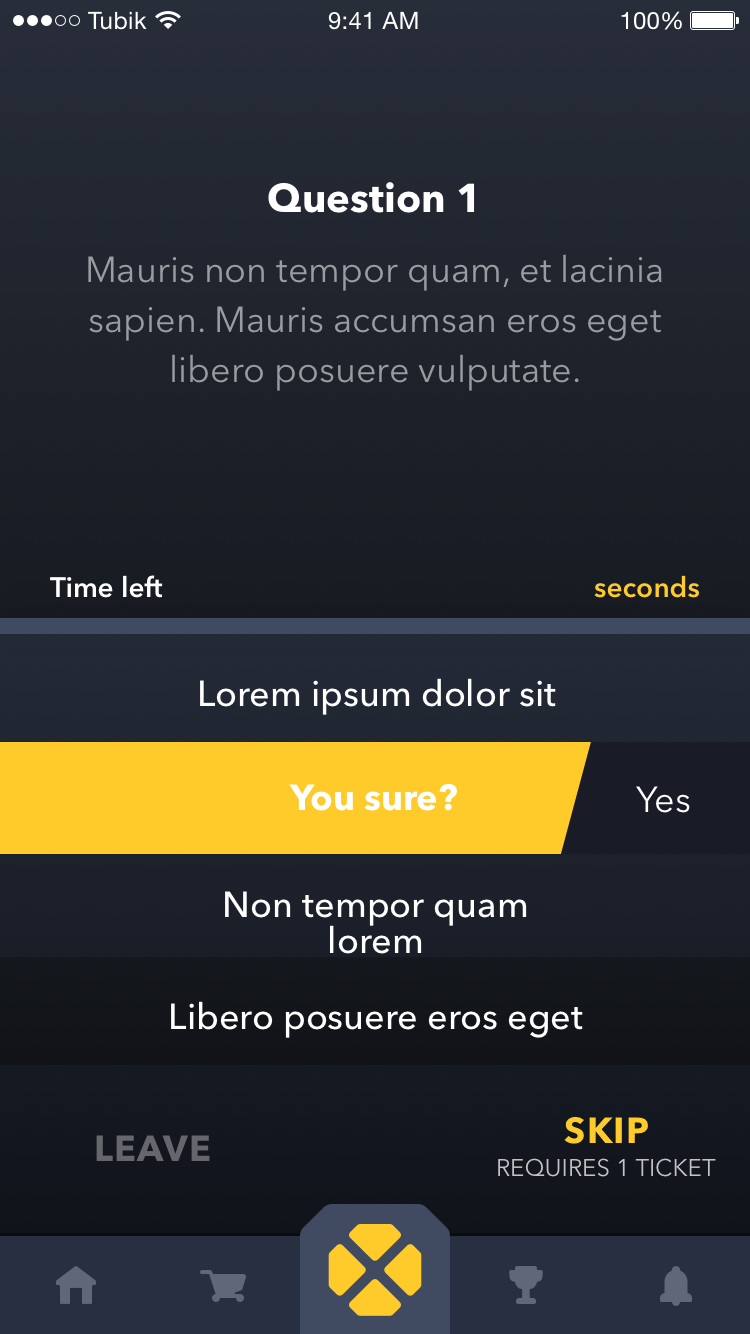 Tubik 9:41 AM 100%
Question 1
Mauris non tempor quam, et lacinia
sapien. Mauris accumsan eros eget
libero posuere vulputate.
Time left seconds
Lorem ipsum dolor sit
You sure? Yes
Non tempor quam
lorem
Libero posuere eros eget
LEAVE SKIP
REQUIRES 1 TICKET